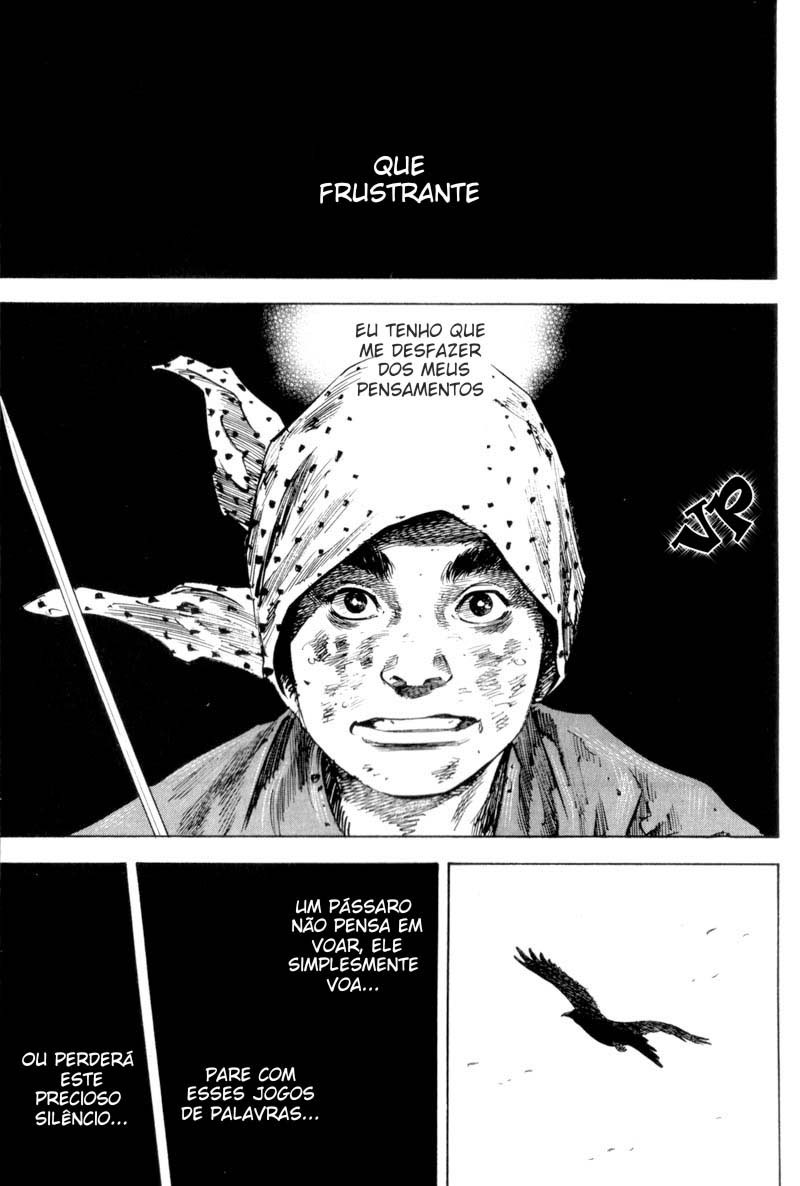 QUE
FRUSTRANTE
EU TENHO QUE
ME DESFAZER
DOS MEUS
PENSAMENTOS
VP
UM PÁSSARO
NÃO PENSA EM
VOAR, ELE
SIMPLESMENTE
VOA...
PARE COM
ESSES JOGOS
DE PALAVRAS...
OU PERDERÁ
ESTE
PRECIOSO
SILÊNCIO...